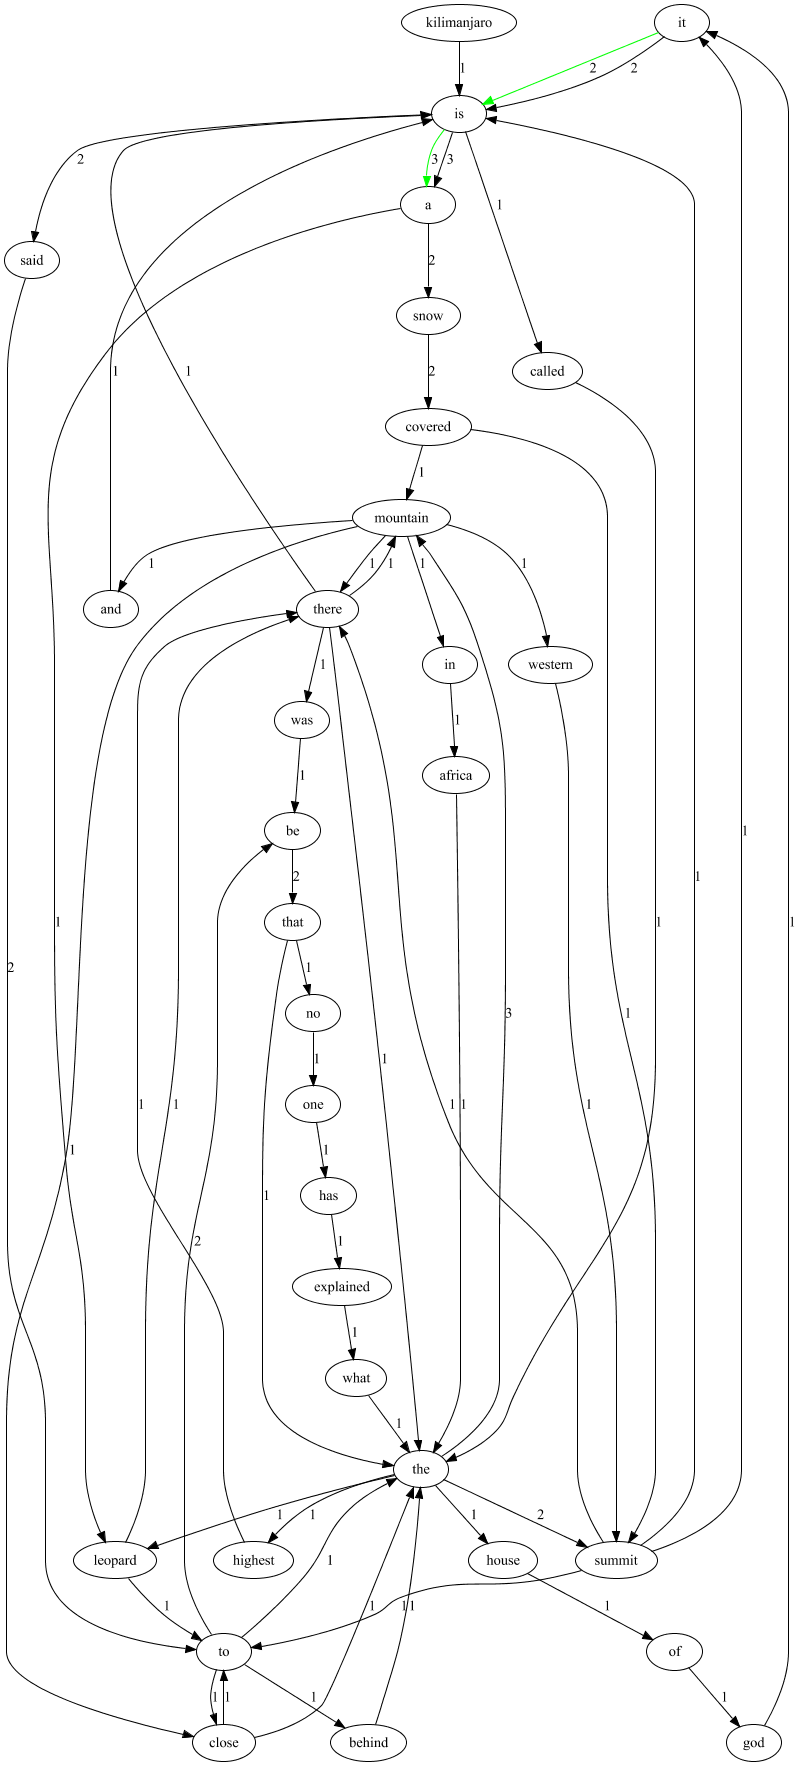 kilimanjaro it
1 2 2
is
2 3 3 1
a
said
2
snow
called
1 1 2
covered
1
mountain
1 1 1 1 1
and there in western
1 1
was africa
1
be
2
1 1 2 1 1
that
1
no
1 3 1
1
one
1 1 1 1 1
1 1
has
1 2 1
explained
1
what
1
the
1 1 1 2
leopard highest house summit
1 1 1 1 1
to of
1 1 1 1
close behind god